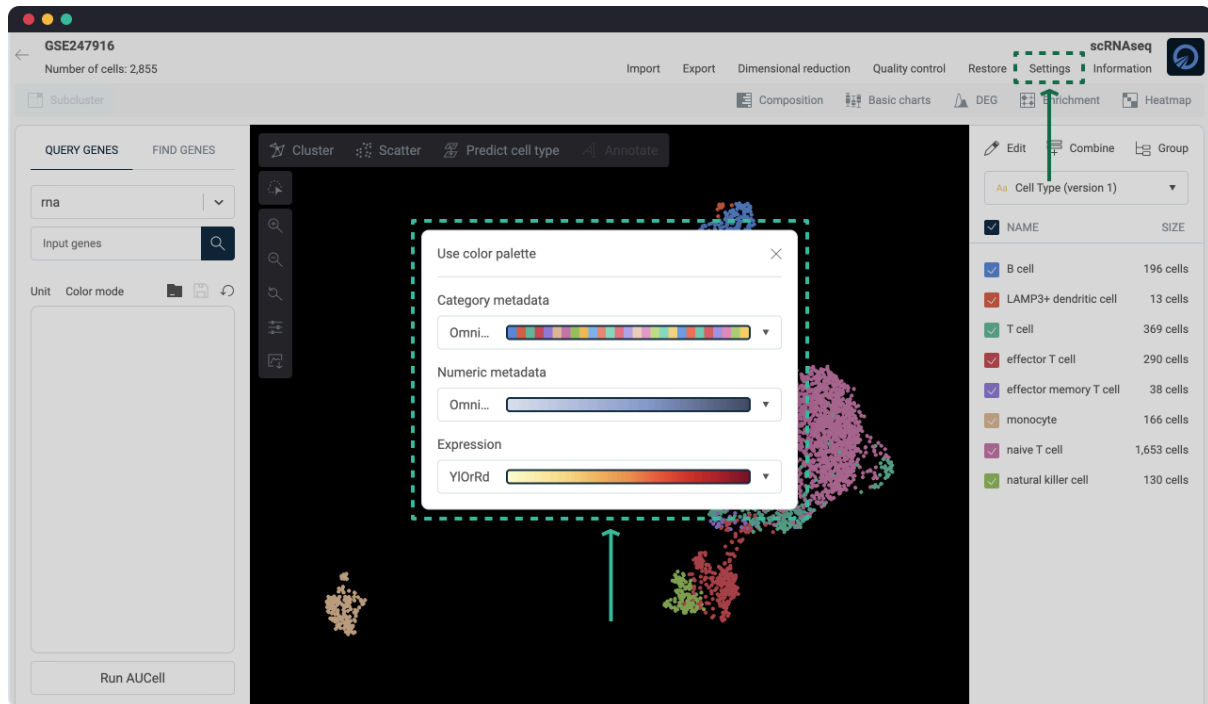 GSE247916
Number of cells: 2,855
scRNAseq
Import Export Dimensional reduction Quality control Restore Settings Information
Subcluster
Composition Basic charts DEG Enrichment Heatmap
QUERY GENES FIND GENES
rna
Input genes
Unit Color mode
Run AUCell
Cluster Scatter Predict cell type Annotate
Use color palette
Category metadata
Omni...
Numeric metadata
Omni...
Expression
YlOrRd
Edit Combine Group
Aa Cell Type (version 1)
NAME SIZE
B cell 196 cells
LAMP3+ dendritic cell 13 cells
T cell 369 cells
effector T cell 290 cells
effector memory T cell 38 cells
monocyte 166 cells
naive T cell 1,653 cells
natural killer cell 130 cells